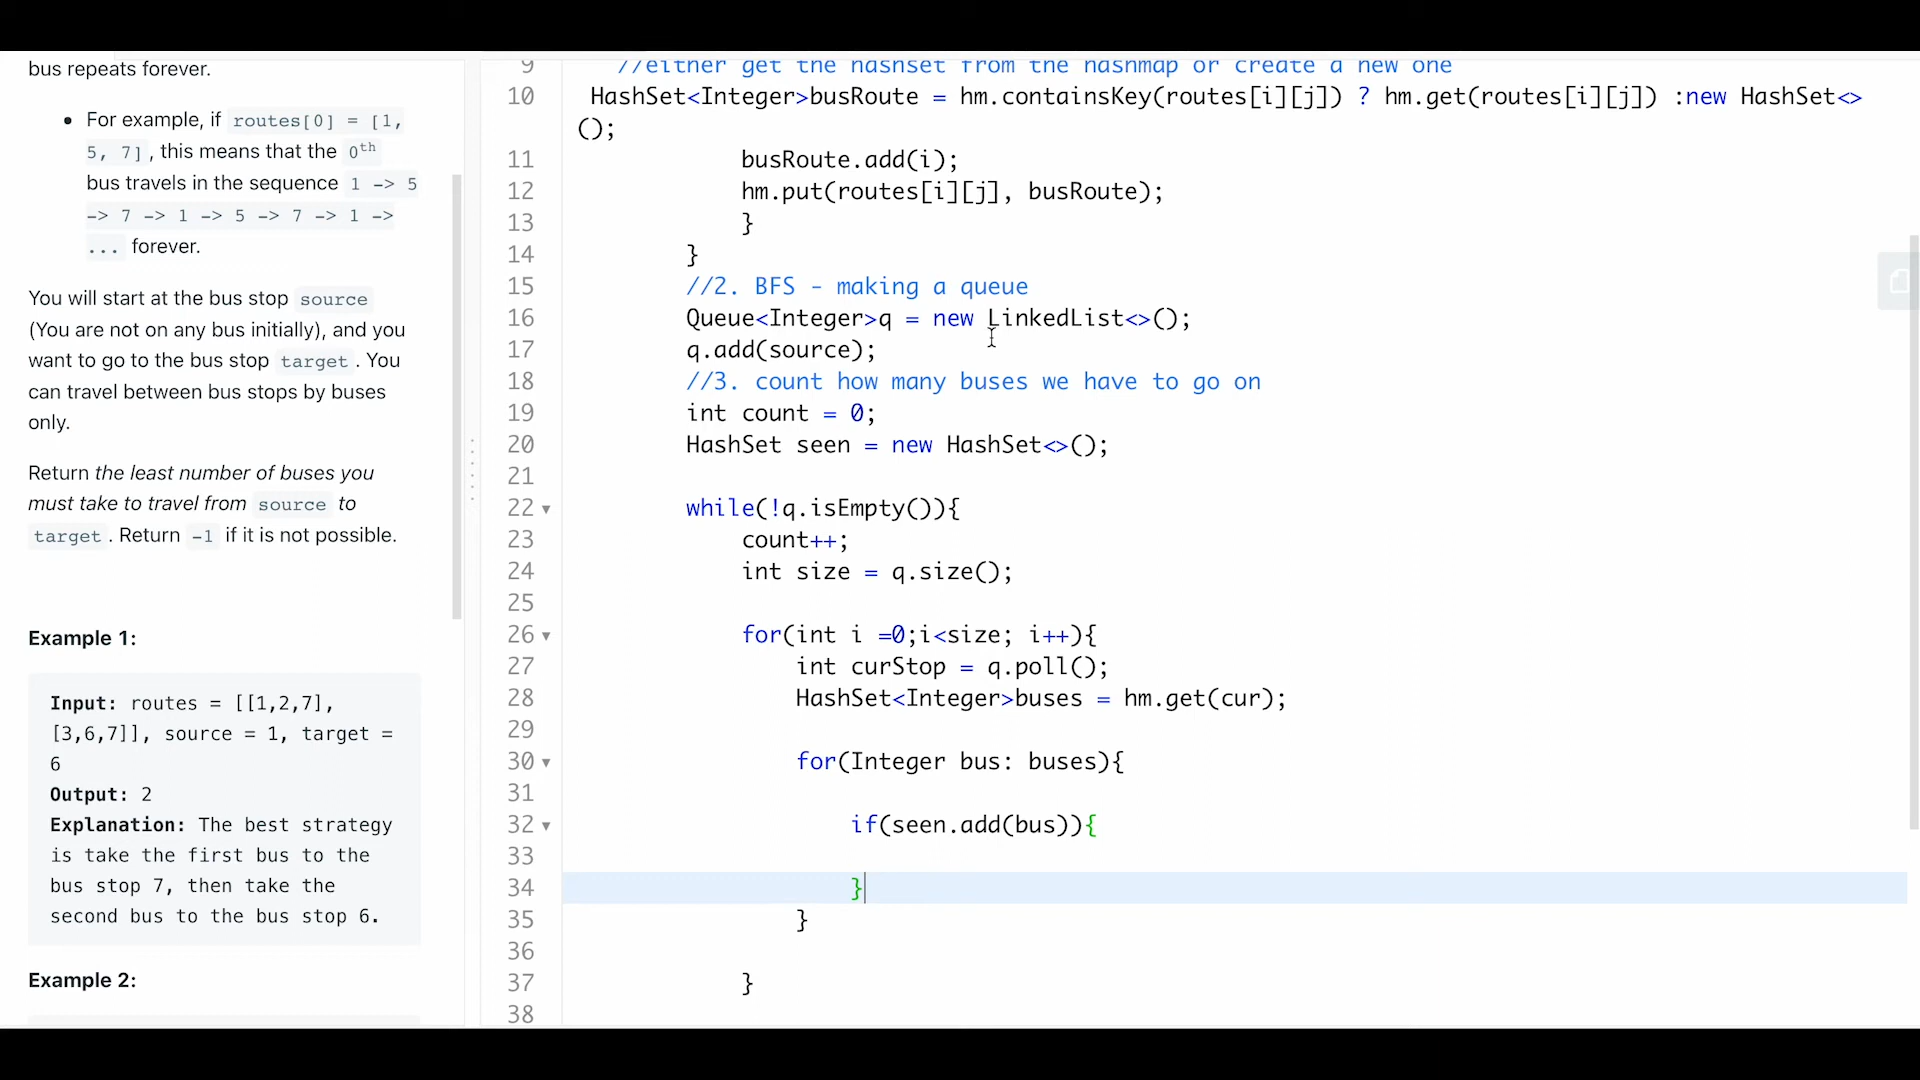 bus repeats forever.
• For example, if routes[0] = [1,
5, 7], this means that the 0th
bus travels in the sequence 1 -> 5
-> 7 -> 1 -> 5 -> 7 -> 1 ->
... forever.
You will start at the bus stop source
(You are not on any bus initially), and you
want to go to the bus stop target. You
can travel between bus stops by buses
only.
Return the least number of buses you
must take to travel from source to
target. Return -1 if it is not possible.
Example 1:
Input: routes = [[1,2,7],
[3,6,7]], source = 1, target =
6
Output: 2
Explanation: The best strategy
is take the first bus to the
bus stop 7, then take the
second bus to the bus stop 6.
Example 2:
9 //either get the hashset from the hashmap or create a new one
10 HashSet<Integer>busRoute = hm.containsKey(routes[i][j]) ? hm.get(routes[i][j]) :new HashSet<>
();
11 busRoute.add(i);
12 hm.put(routes[i][j], busRoute);
13 }
14 }
15 //2. BFS - making a queue
16 Queue<Integer>q = new LinkedList<>();
17 q.add(source);
18 //3. count how many buses we have to go on
19 int count = 0;
20 HashSet seen = new HashSet<>();
21
22 while(!q.isEmpty()){
23 count++;
24 int size = q.size();
25
26 for(int i =0;i<size; i++){
27 int curStop = q.poll();
28 HashSet<Integer>buses = hm.get(cur);
29
30 for(Integer bus: buses){
31
32 if(seen.add(bus)){
33
34 }
35 }
36
37 }
38